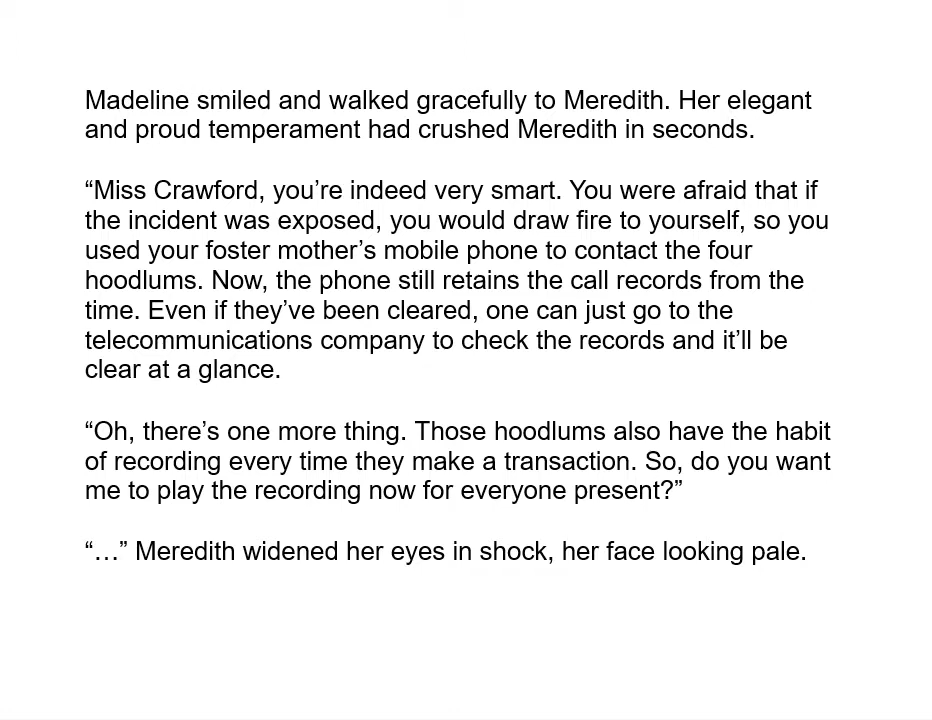 Madeline smiled and walked gracefully to Meredith. Her elegant
and proud temperament had crushed Meredith in seconds.
“Miss Crawford, you’re indeed very smart. You were afraid that if
the incident was exposed, you would draw fire to yourself, so you
used your foster mother’s mobile phone to contact the four
hoodlums. Now, the phone still retains the call records from the
time. Even if they’ve been cleared, one can just go to the
telecommunications company to check the records and it’ll be
clear at a glance.
“Oh, there’s one more thing. Those hoodlums also have the habit
of recording every time they make a transaction. So, do you want
me to play the recording now for everyone present?”
“…” Meredith widened her eyes in shock, her face looking pale.